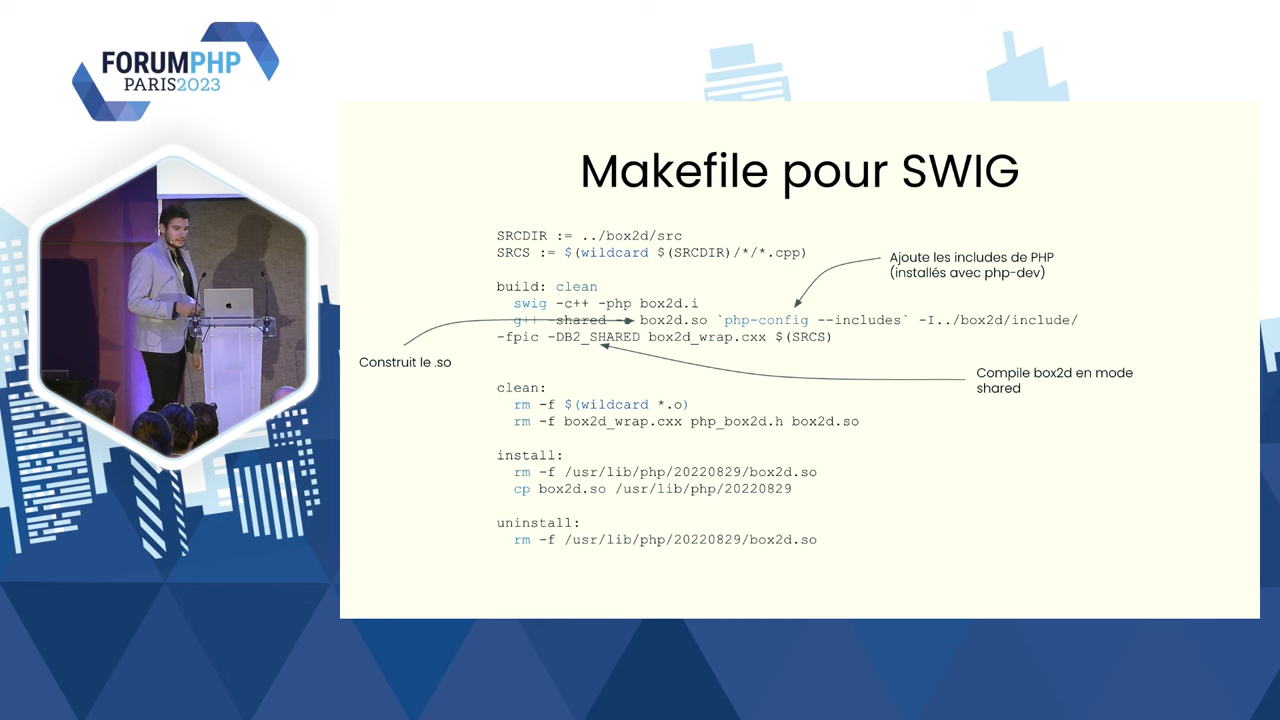 FORUMPHP
PARIS2023
Makefile pour SWIG
SRCDIR := ../box2d/src
SRCS := $(wildcard $(SRCDIR)/*/*.cpp)
Ajoute les includes de PHP
(installés avec php-dev)
build: clean
swig -c++ -php box2d.i
g++ -shared -o box2d.so `php-config --includes` -I../box2d/include/
-fpic -DB2_SHARED box2d_wrap.cxx $(SRCS)
Construit le .so
Compile box2d en mode
shared
clean:
rm -f $(wildcard *.o)
rm -f box2d_wrap.cxx php_box2d.h box2d.so
install:
rm -f /usr/lib/php/20220829/box2d.so
cp box2d.so /usr/lib/php/20220829
uninstall:
rm -f /usr/lib/php/20220829/box2d.so